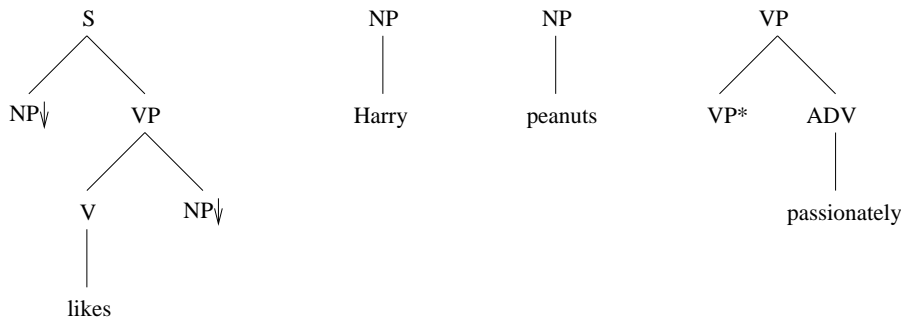 S NP NP VP
NP↓ VP Harry peanuts VP* ADV
V NP↓ passionately
likes